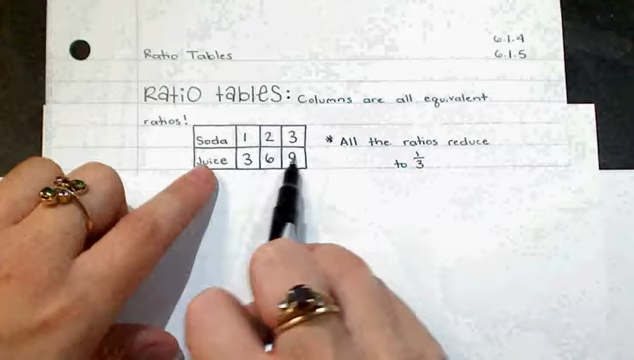 6.1.4
Ratio Tables 6.1.5
Ratio tables: Columns are all equivalent
ratios!
Soda 1 2 3 * All the ratios reduce
Juice 3 6 9 to 1/3